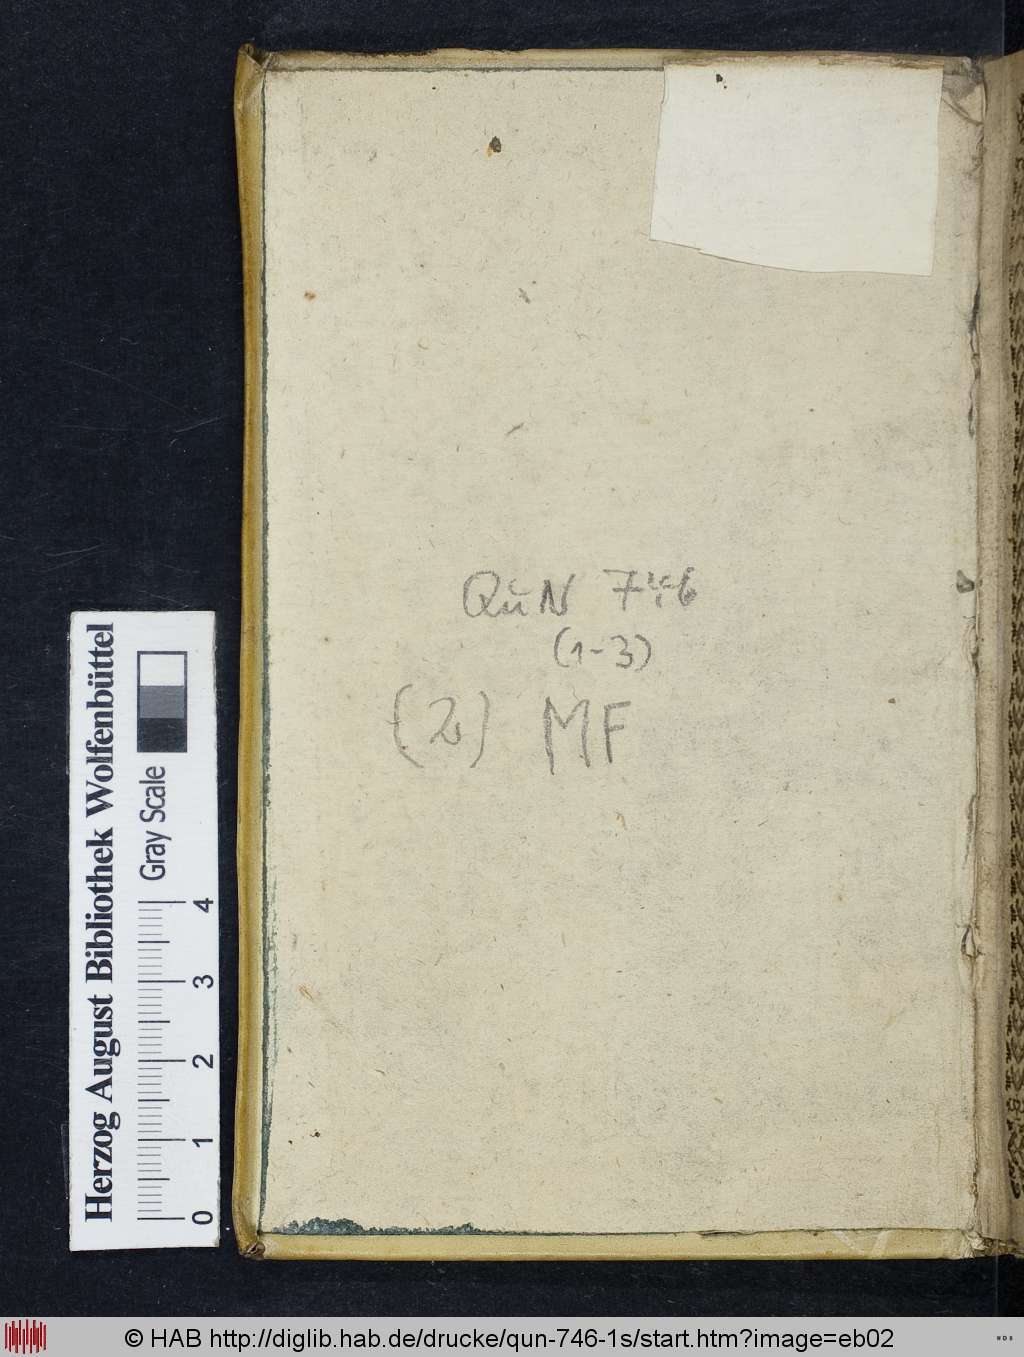 QuN 746
(1-3)
(2) MF
Herzog August Bibliothek Wolfenbüttel
Gray Scale
0 1 2 3 4
© HAB http://diglib.hab.de/drucke/qun-746-1s/start.htm?image=eb02